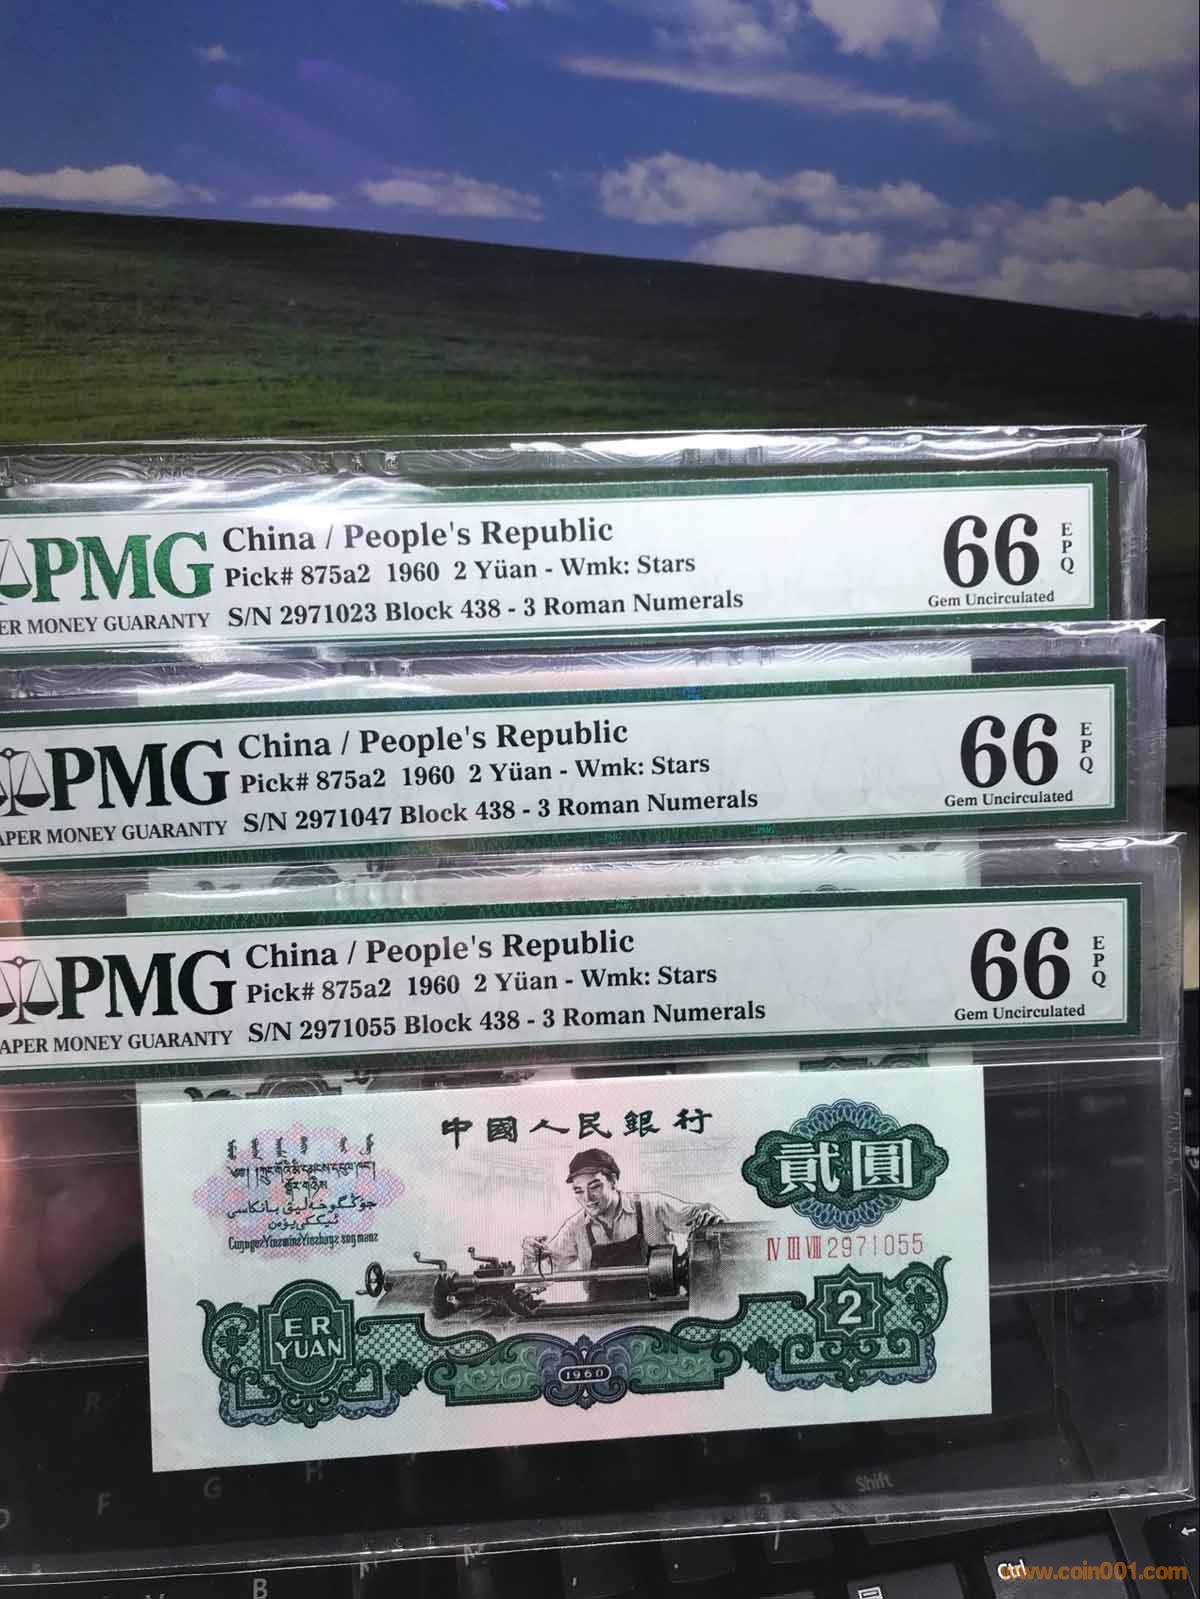 China / People's Republic
PMG
Pick# 875a2 1960 2 Yüan - Wmk: Stars
66 EPQ
Gem Uncirculated
ER MONEY GUARANTY
S/N 2971023 Block 438 - 3 Roman Numerals
China / People's Republic
PMG
Pick# 875a2 1960 2 Yüan - Wmk: Stars
66 EPQ
Gem Uncirculated
APER MONEY GUARANTY
S/N 2971047 Block 438 - 3 Roman Numerals
China / People's Republic
PMG
Pick# 875a2 1960 2 Yüan - Wmk: Stars
66 EPQ
Gem Uncirculated
APER MONEY GUARANTY
S/N 2971055 Block 438 - 3 Roman Numerals
中國人民銀行
貳圓
IV III VIII 2971055
ER
YUAN
2
1960
R
F
G
H
Shift
B
Ctrl
www.coin001.com